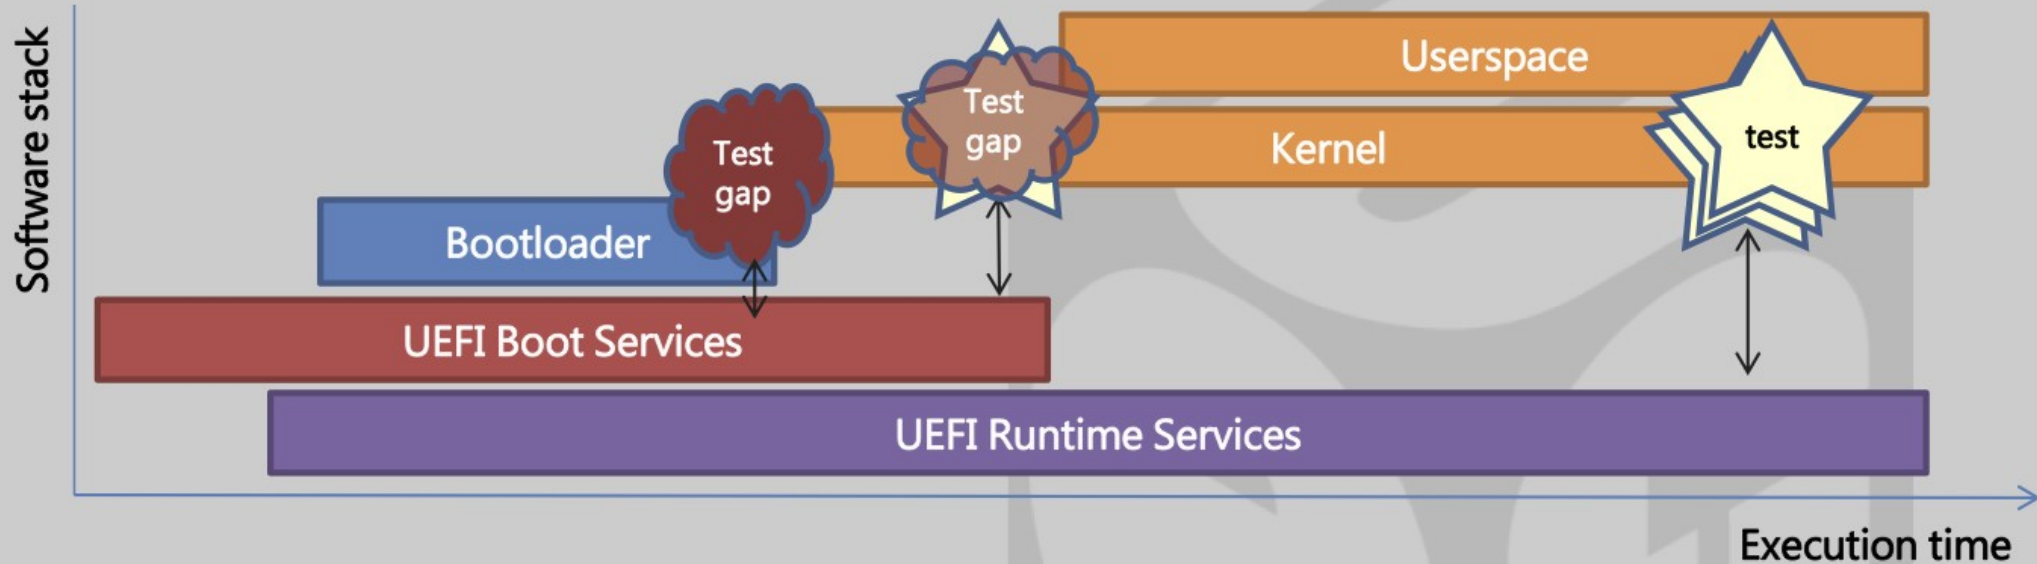 Software stack
Userspace
Test
gap
test
Test
gap
Kernel
Bootloader
UEFI Boot Services
UEFI Runtime Services
Execution time